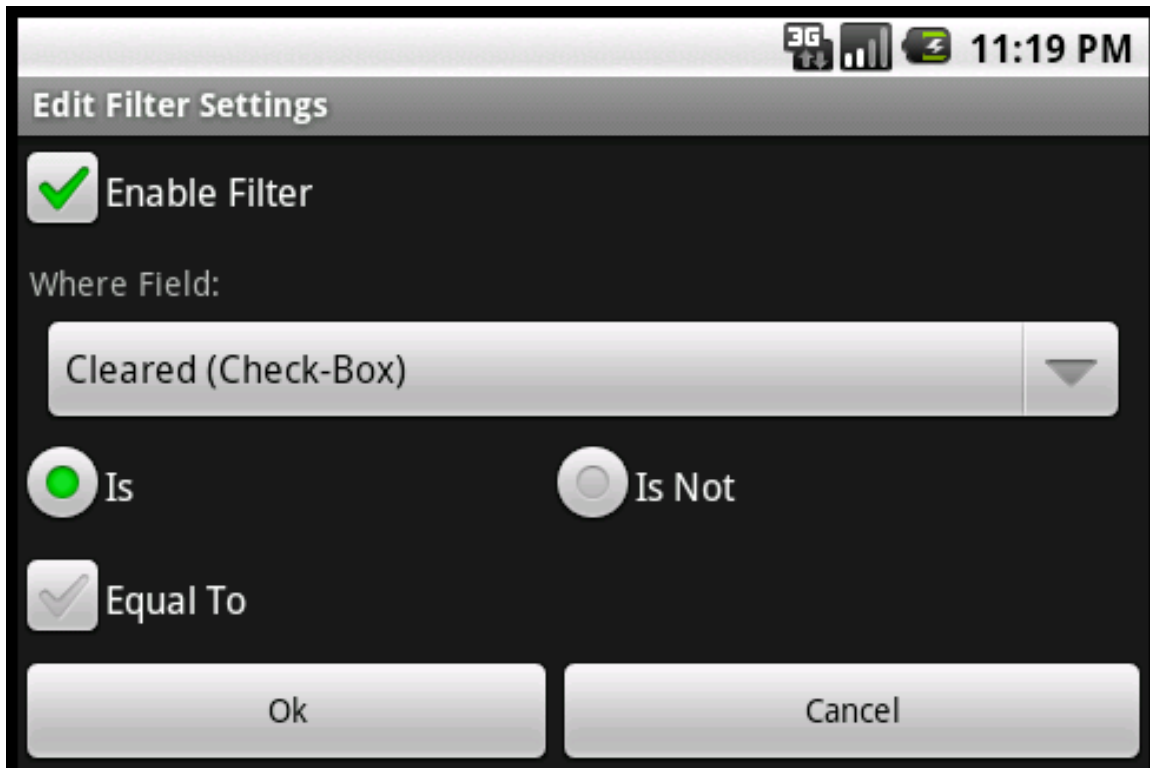 3G 11:19 PM
Edit Filter Settings
Enable Filter
Where Field:
Cleared (Check-Box)
Is Is Not
Equal To
Ok Cancel